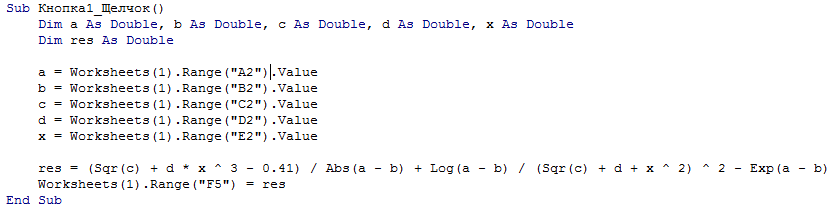 Sub Кнопка1_Щелчок()
Dim a As Double, b As Double, c As Double, d As Double, x As Double
Dim res As Double
a = Worksheets(1).Range("A2").Value
b = Worksheets(1).Range("B2").Value
c = Worksheets(1).Range("C2").Value
d = Worksheets(1).Range("D2").Value
x = Worksheets(1).Range("E2").Value
res = (Sqr(c) + d * x ^ 3 - 0.41) / Abs(a - b) + Log(a - b) / (Sqr(c) + d + x ^ 2) ^ 2 - Exp(a - b)
Worksheets(1).Range("F5") = res
End Sub